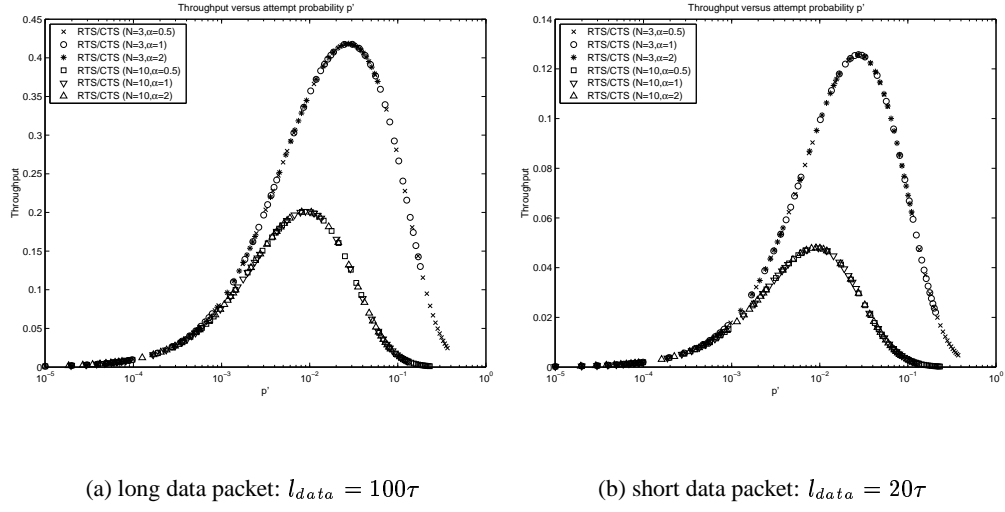 Throughput versus attempt probability p'
0.45
0.4
0.35
0.3
0.25
0.2
0.15
0.1
0.05
0
Throughput
RTS/CTS (N=3,α=0.5)
RTS/CTS (N=3,α=1)
RTS/CTS (N=3,α=2)
RTS/CTS (N=10,α=0.5)
RTS/CTS (N=10,α=1)
RTS/CTS (N=10,α=2)
10^-5 10^-4 10^-3 10^-2 10^-1 10^0
p'
(a) long data packet: l_data = 100τ
Throughput versus attempt probability p'
0.14
0.12
0.1
0.08
0.06
0.04
0.02
0
Throughput
RTS/CTS (N=3,α=0.5)
RTS/CTS (N=3,α=1)
RTS/CTS (N=3,α=2)
RTS/CTS (N=10,α=0.5)
RTS/CTS (N=10,α=1)
RTS/CTS (N=10,α=2)
10^-5 10^-4 10^-3 10^-2 10^-1 10^0
p'
(b) short data packet: l_data = 20τ